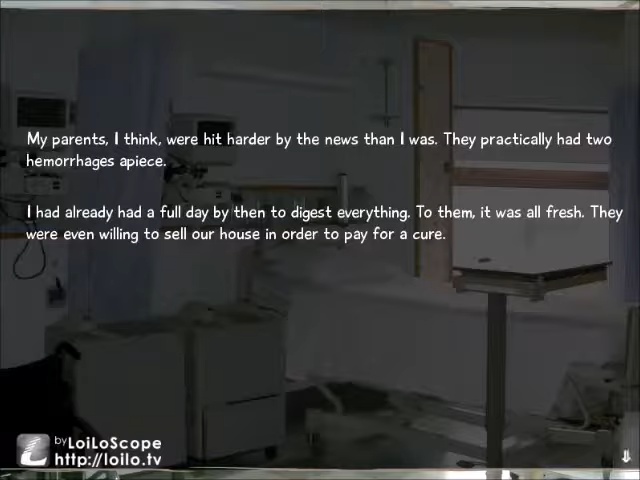 My parents, I think, were hit harder by the news than I was. They practically had two
hemorrhages apiece.
I had already had a full day by then to digest everything. To them, it was all fresh. They
were even willing to sell our house in order to pay for a cure.
by LoiLoScope
http://loilo.tv